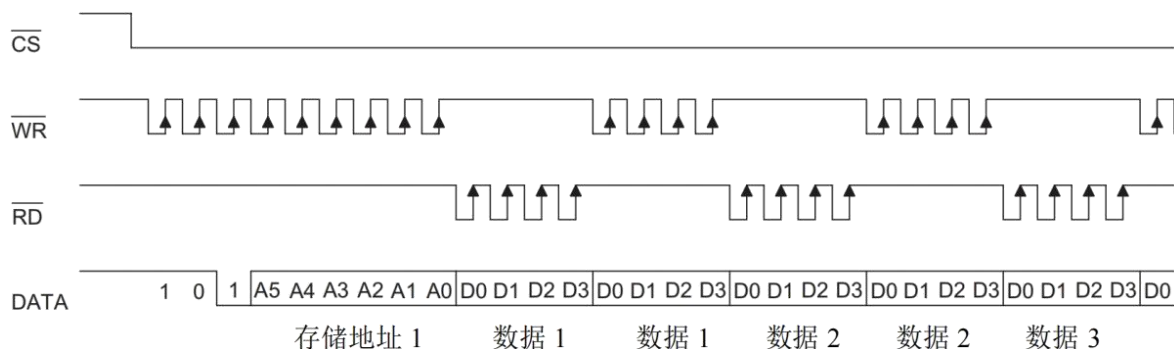 CS
WR
RD
DATA 1 0 1 A5 A4 A3 A2 A1 A0 D0 D1 D2 D3 D0 D1 D2 D3 D0 D1 D2 D3 D0 D1 D2 D3 D0 D1 D2 D3 D0
存储地址 1 数据 1 数据 1 数据 2 数据 2 数据 3